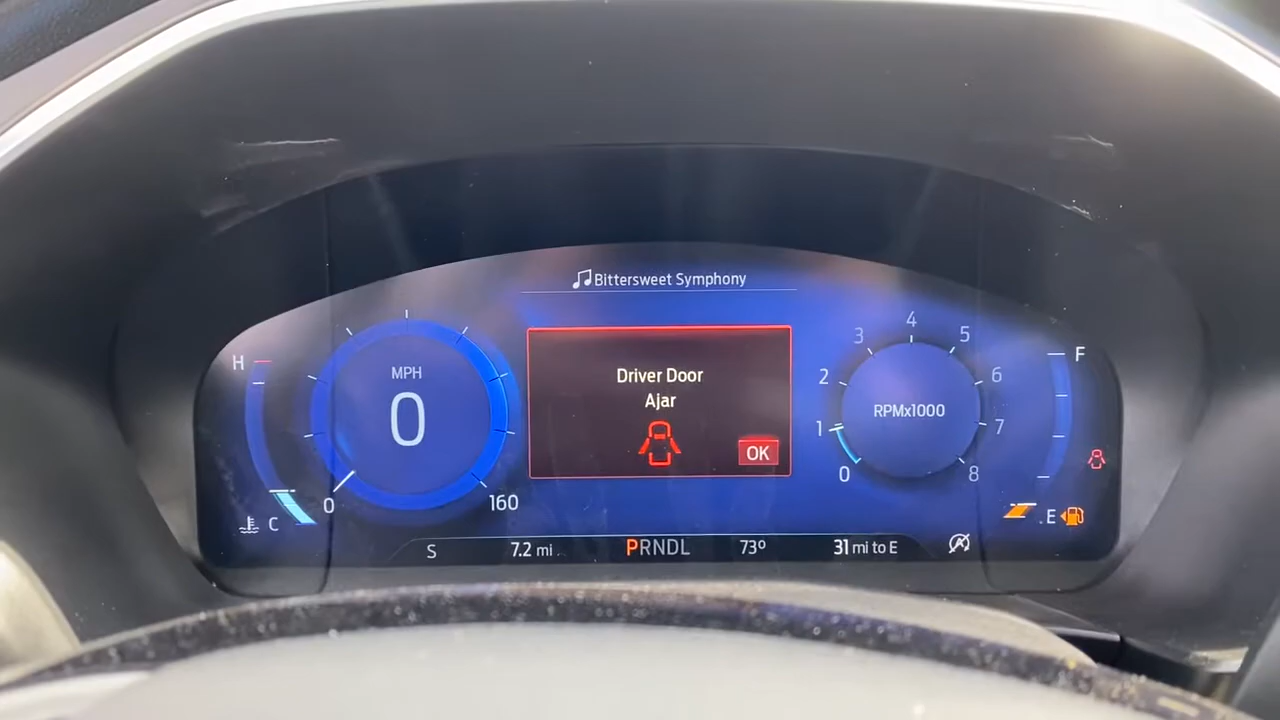 Bittersweet Symphony
H
MPH
0
C
0
160
Driver Door
Ajar
OK
0
1
2
3
4
5
6
7
8
RPMx1000
F
E
S
7.2 mi
PRNDL
73°
31 mi to E